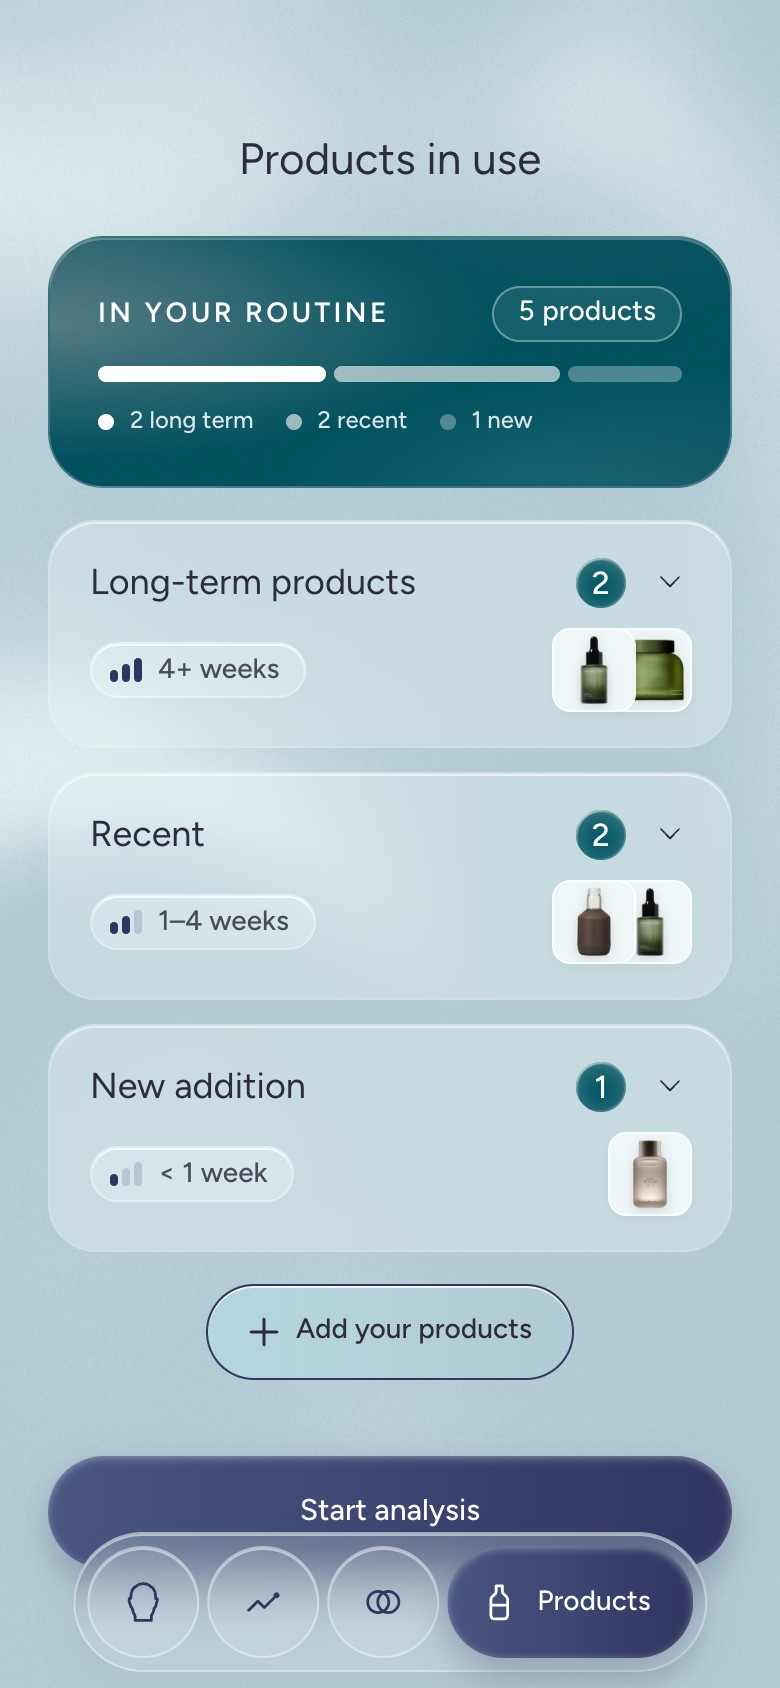 Products in use
IN YOUR ROUTINE
5 products
2 long term
2 recent
1 new
Long-term products
2
4+ weeks
Recent
2
1–4 weeks
New addition
1
< 1 week
Add your products
Start analysis
Products